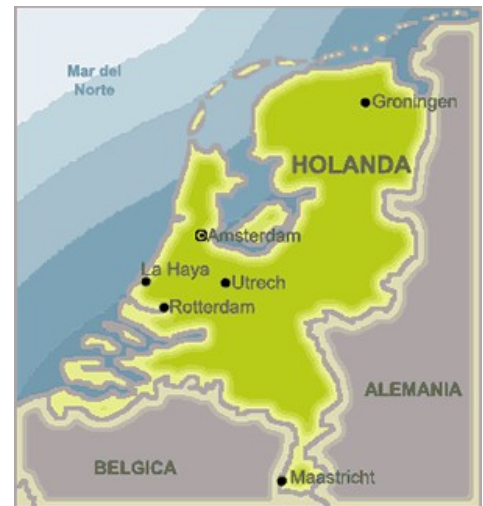 Mar del
Norte
Groningen
HOLANDA
Amsterdam
La Haya
Utrech
Rotterdam
ALEMANIA
BELGICA
Maastricht